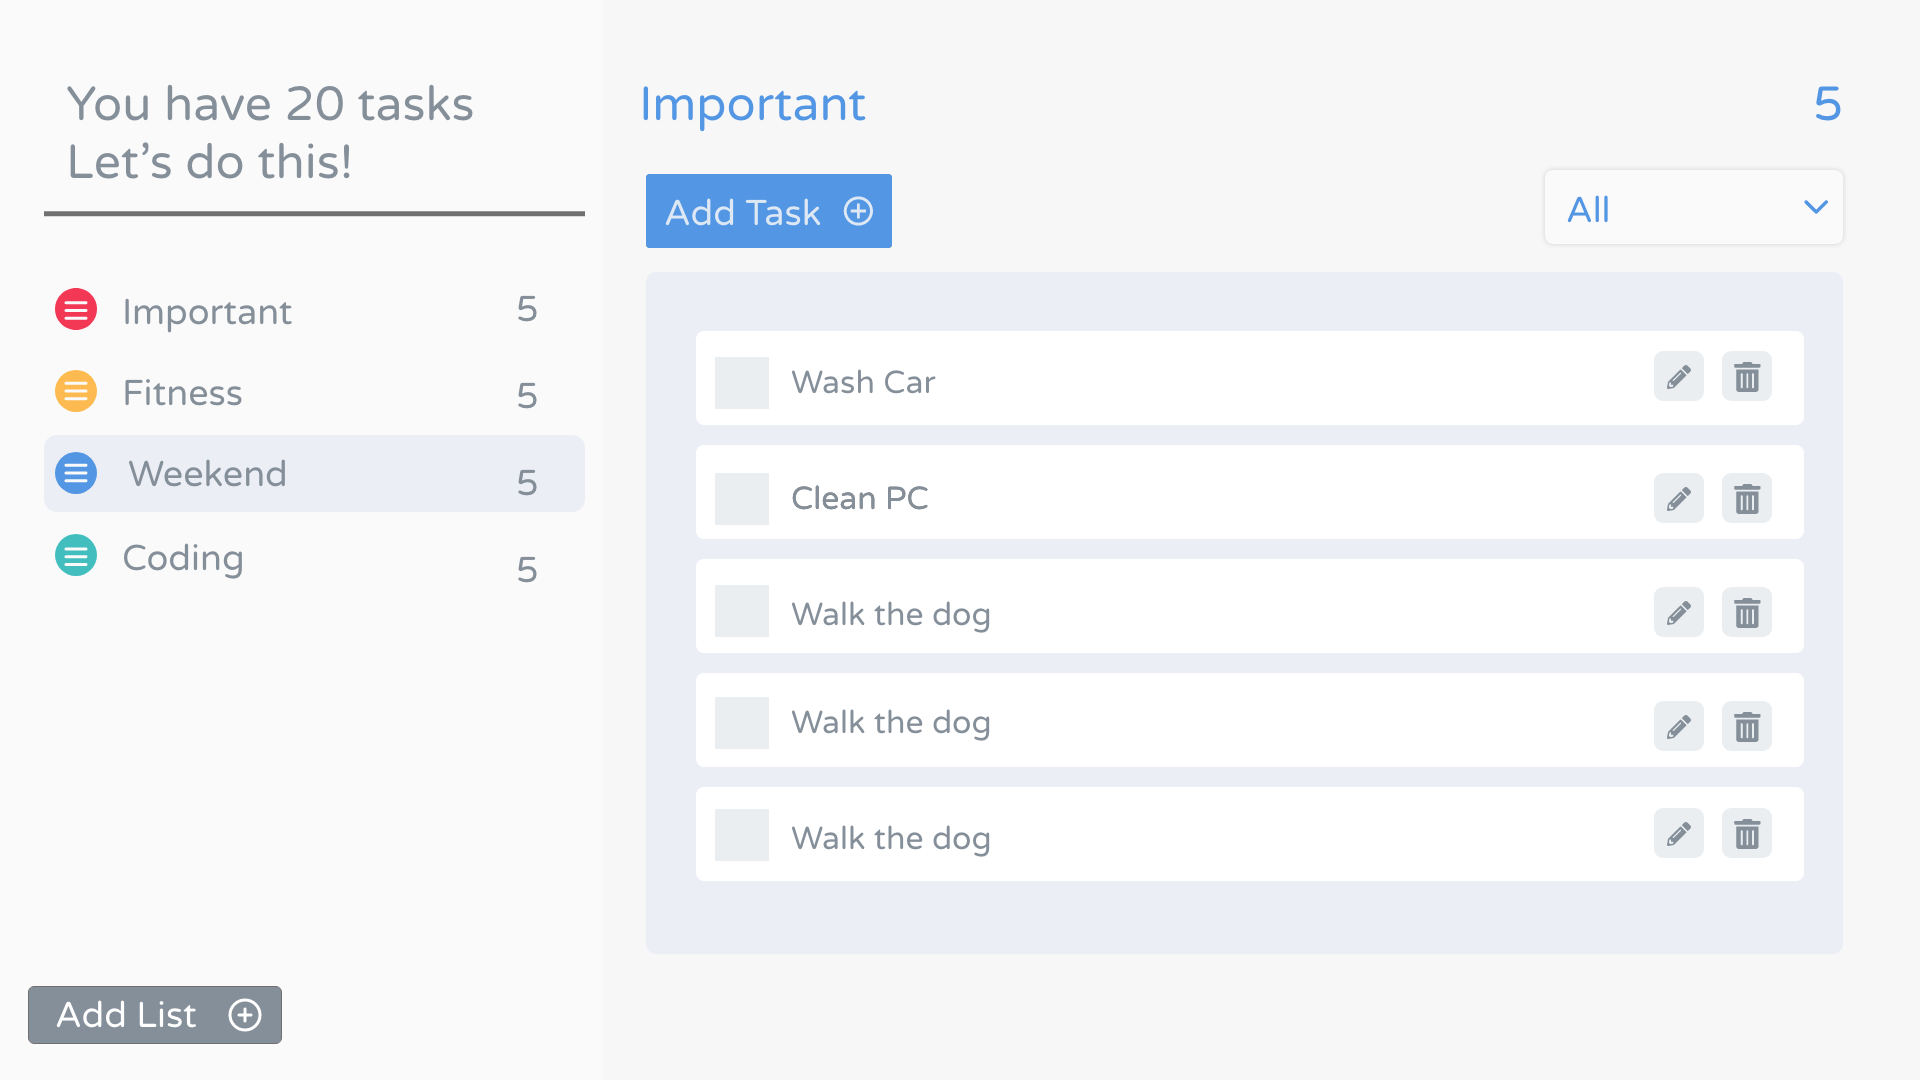 You have 20 tasks
Let’s do this!
Important 5
Fitness 5
Weekend 5
Coding 5
Add List
Important 5
Add Task
All
Wash Car
Clean PC
Walk the dog
Walk the dog
Walk the dog